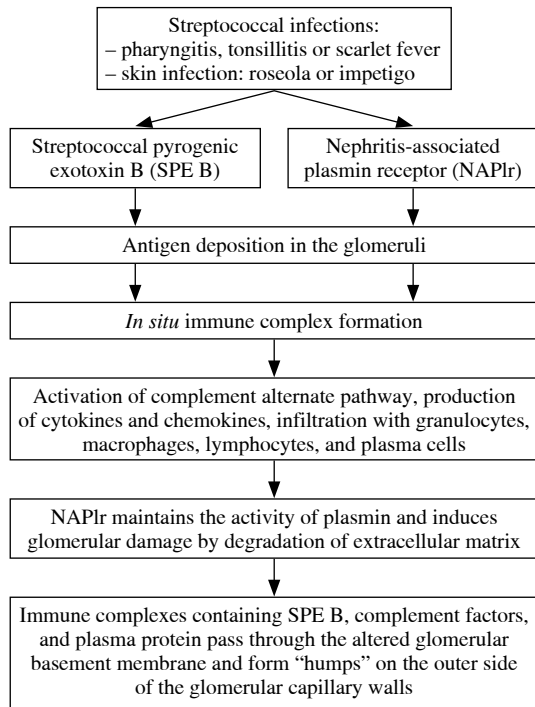 Streptococcal infections:
– pharyngitis, tonsillitis or scarlet fever
– skin infection: roseola or impetigo
Streptococcal pyrogenic
exotoxin B (SPE B)
Nephritis-associated
plasmin receptor (NAPlr)
Antigen deposition in the glomeruli
In situ immune complex formation
Activation of complement alternate pathway, production
of cytokines and chemokines, infiltration with granulocytes,
macrophages, lymphocytes, and plasma cells
NAPlr maintains the activity of plasmin and induces
glomerular damage by degradation of extracellular matrix
Immune complexes containing SPE B, complement factors,
and plasma protein pass through the altered glomerular
basement membrane and form “humps” on the outer side
of the glomerular capillary walls